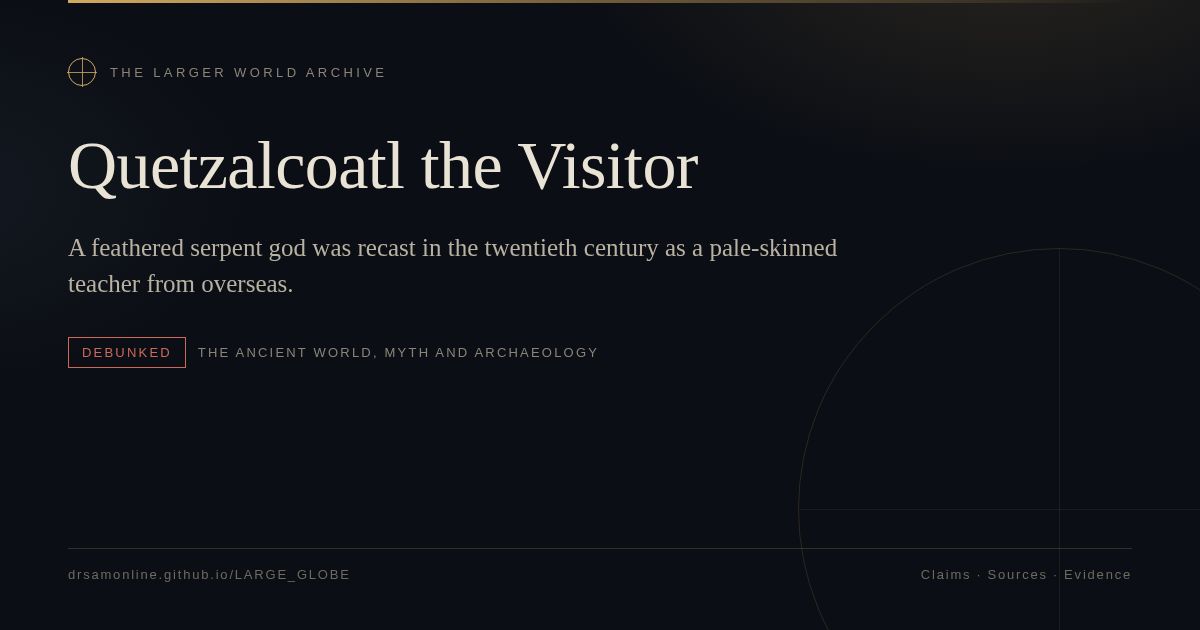 THE LARGER WORLD ARCHIVE
Quetzalcoatl the Visitor
A feathered serpent god was recast in the twentieth century as a pale-skinned
teacher from overseas.
DEBUNKED THE ANCIENT WORLD, MYTH AND ARCHAEOLOGY
drsamonline.github.io/LARGE_GLOBE Claims · Sources · Evidence